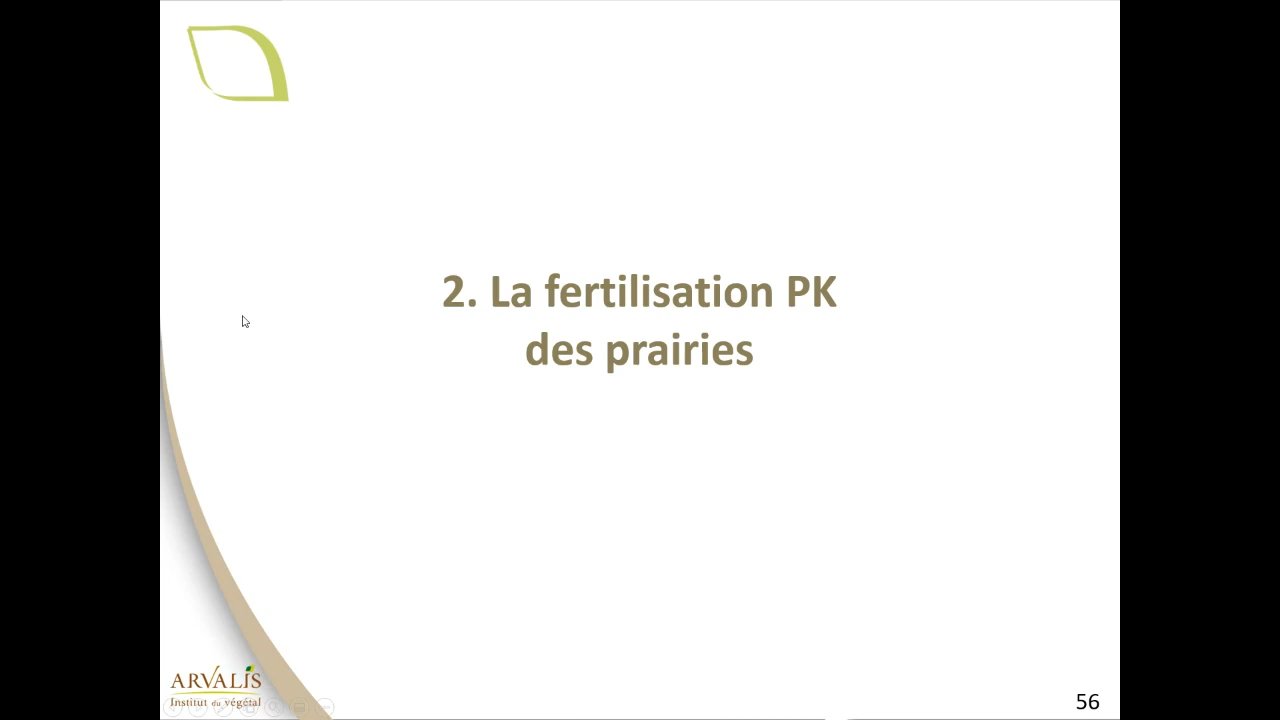 2. La fertilisation PK
des prairies
ARVALIS
Institut du végétal
56